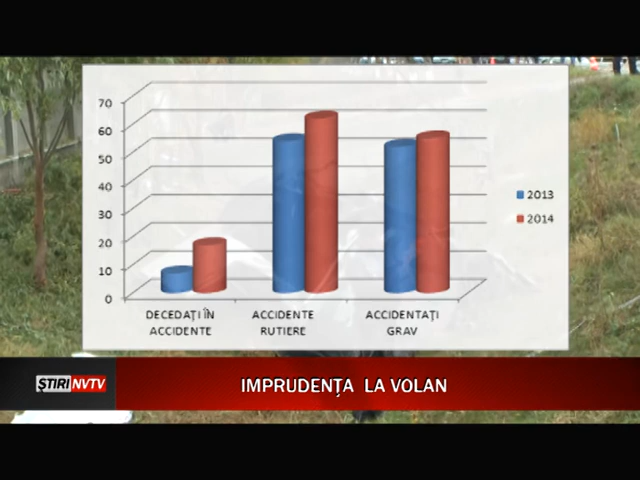 70
60
50
40
30
20
10
0
DECEDAȚI ÎN
ACCIDENTE
ACCIDENTE
RUTIERE
ACCIDENTAȚI
GRAV
2013
2014
ȘTIRI NVTV
IMPRUDENȚA LA VOLAN